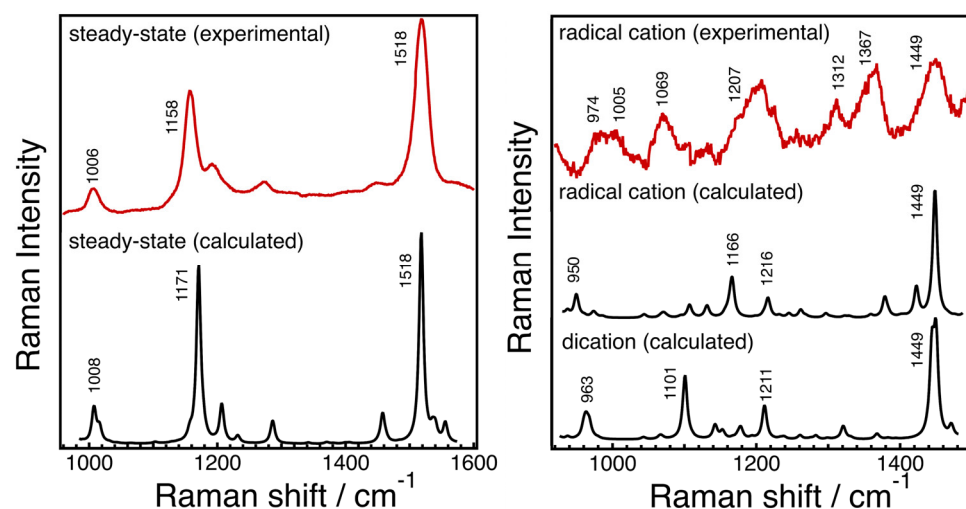 steady-state (experimental)
1518
1158
1006
steady-state (calculated)
1518
1171
1008
Raman Intensity
1000 1200 1400 1600
Raman shift / cm-1
radical cation (experimental)
974
1005
1069
1207
1312
1367
1449
radical cation (calculated)
1449
950
1166
1216
dication (calculated)
1449
963
1101
1211
Raman Intensity
1000 1200 1400
Raman shift / cm-1